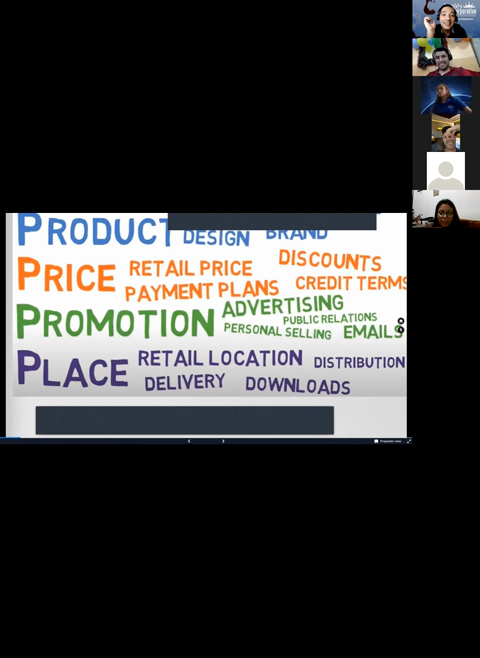 PRODUCT DESIGN BRAND
PRICE RETAIL PRICE DISCOUNTS
PAYMENT PLANS CREDIT TERMS
PROMOTION ADVERTISING
PUBLIC RELATIONS
PERSONAL SELLING EMAILS
PLACE RETAIL LOCATION DISTRIBUTION
DELIVERY DOWNLOADS